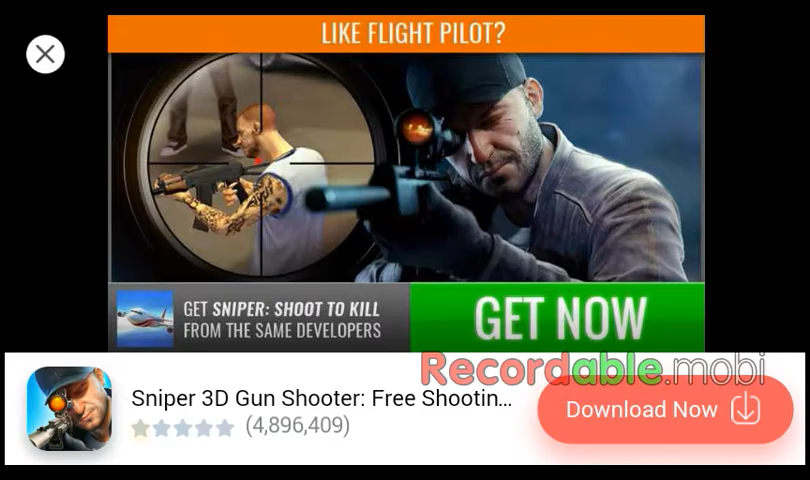 LIKE FLIGHT PILOT?
GET SNIPER: SHOOT TO KILL
FROM THE SAME DEVELOPERS
GET NOW
Recordable.mobi
Sniper 3D Gun Shooter: Free Shootin...
(4,896,409)
Download Now